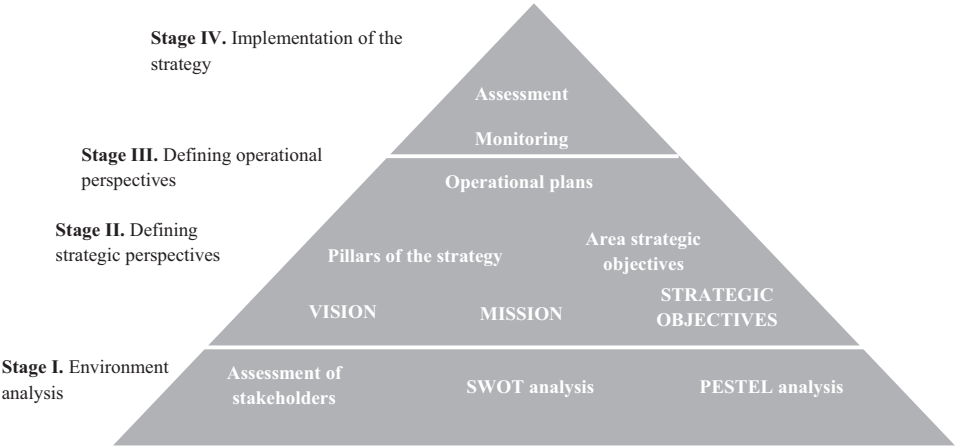 Stage IV. Implementation of the
strategy
Assessment
Monitoring
Stage III. Defining operational
perspectives
Operational plans
Stage II. Defining
strategic perspectives
Pillars of the strategy
Area strategic
objectives
VISION
MISSION
STRATEGIC
OBJECTIVES
Stage I. Environment
analysis
Assessment of
stakeholders
SWOT analysis
PESTEL analysis